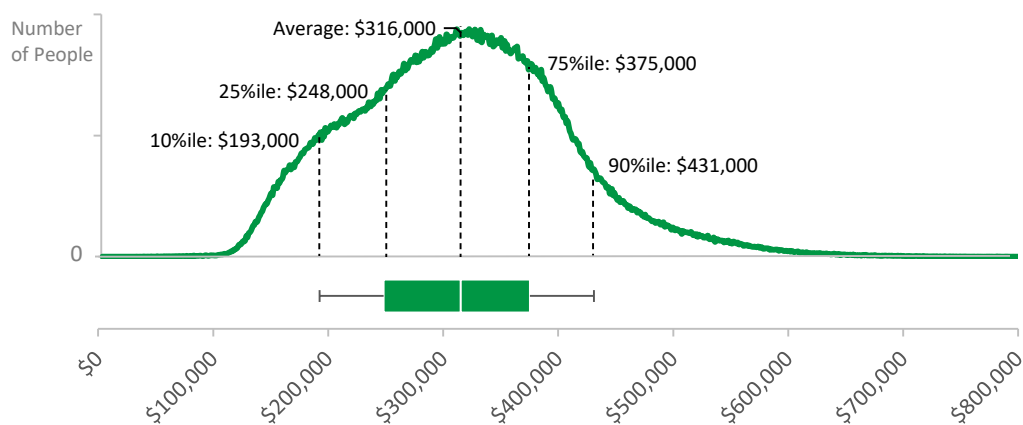 Number
of People
Average: $316,000
75%ile: $375,000
25%ile: $248,000
10%ile: $193,000
90%ile: $431,000
0
$0
$100,000
$200,000
$300,000
$400,000
$500,000
$600,000
$700,000
$800,000